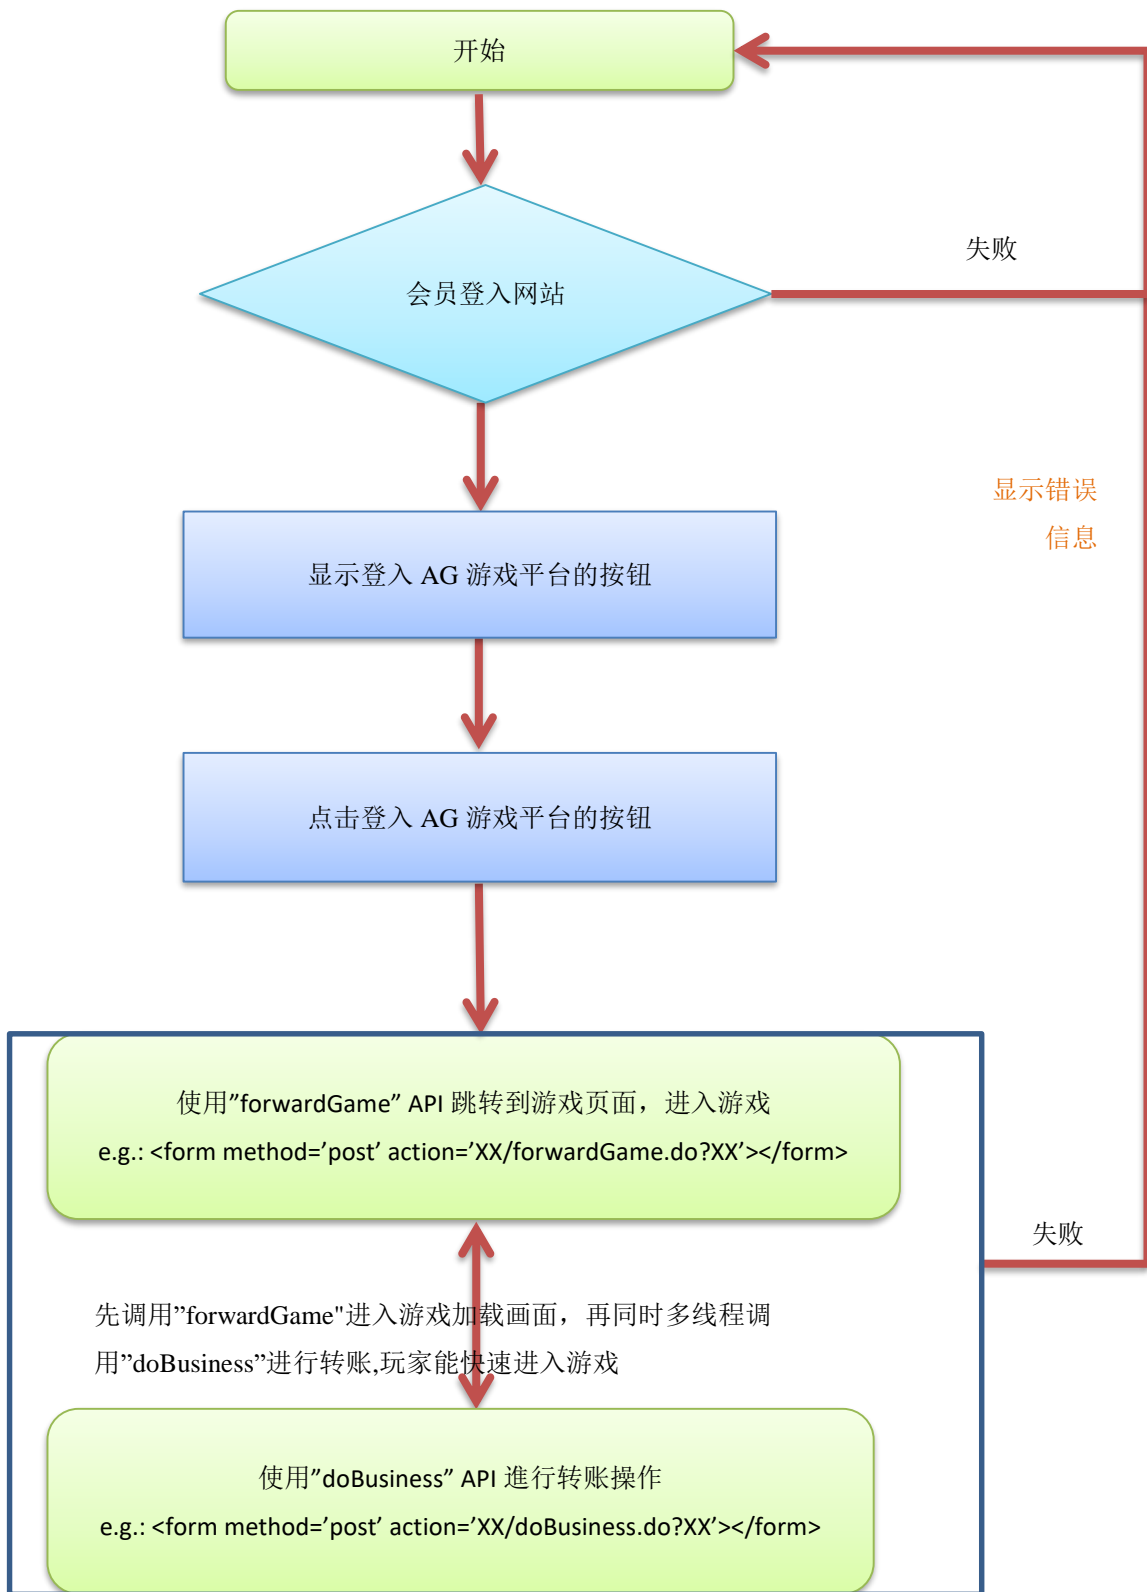 开始
失败
会员登入网站
显示错误
信息
显示登入 AG 游戏平台的按钮
点击登入 AG 游戏平台的按钮
使用”forwardGame” API 跳转到游戏页面，进入游戏
e.g.: <form method=’post’ action=’XX/forwardGame.do?XX’></form>
失败
先调用”forwardGame"进入游戏加载画面，再同时多线程调
用”doBusiness”进行转账,玩家能快速进入游戏
使用”doBusiness” API 進行转账操作
e.g.: <form method=’post’ action=’XX/doBusiness.do?XX’></form>